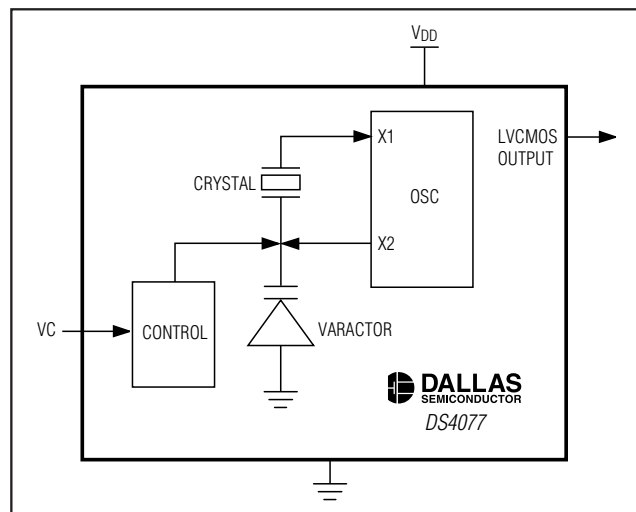 VDD
X1
LVCMOS
OUTPUT
CRYSTAL
OSC
X2
VC
CONTROL
VARACTOR
DALLAS
SEMICONDUCTOR
DS4077